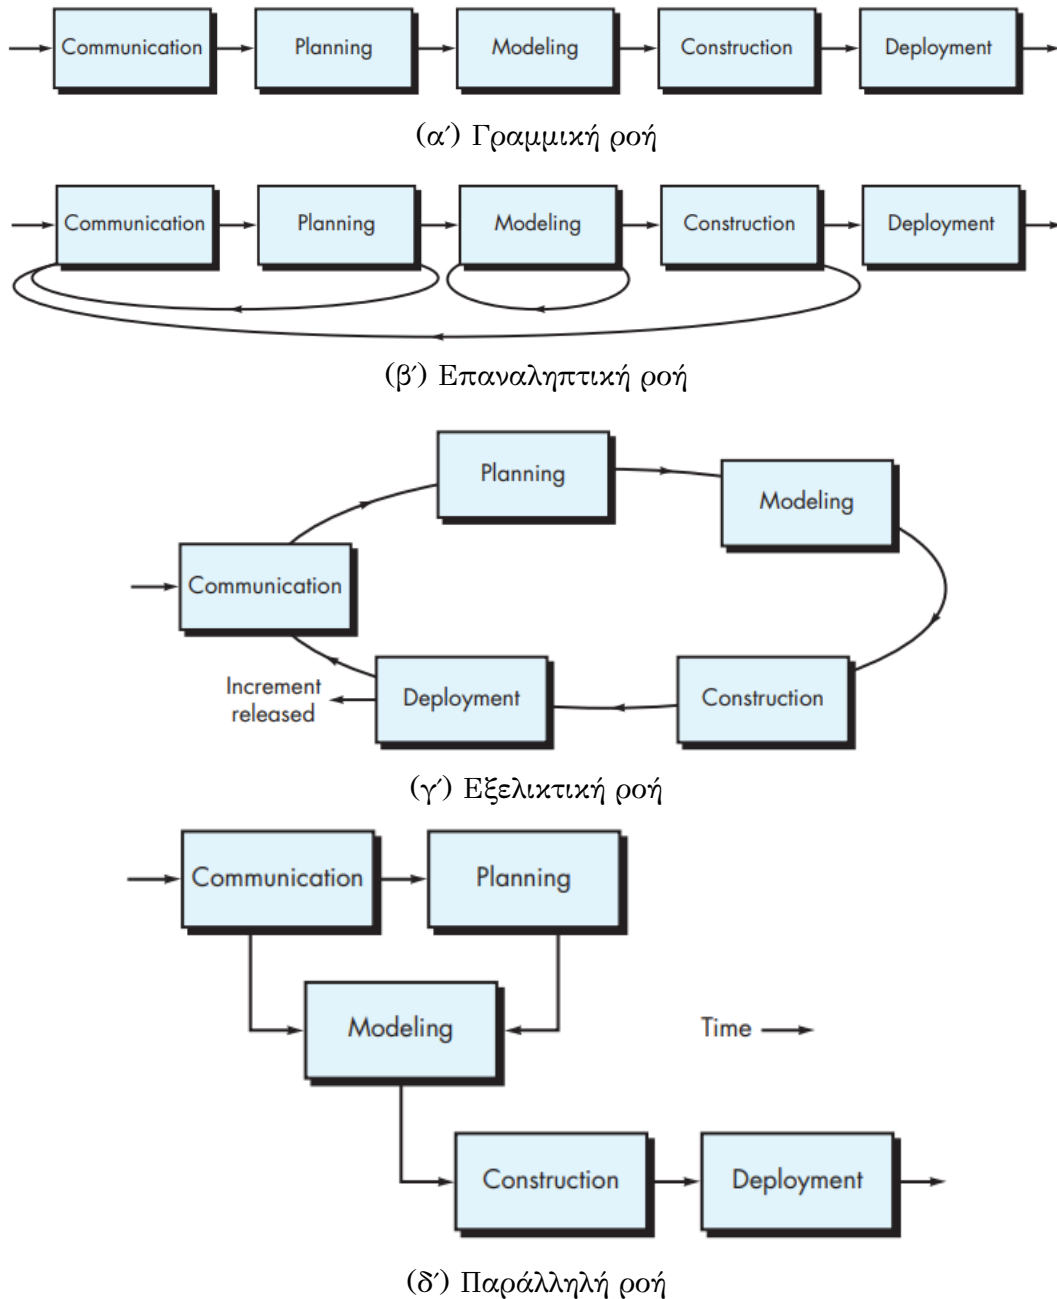 Communication Planning Modeling Construction Deployment
(α΄) Γραμμική ροή
Communication Planning Modeling Construction Deployment
(β΄) Επαναληπτική ροή
Planning
Modeling
Communication
Increment
released
Deployment
Construction
(γ΄) Εξελικτική ροή
Communication Planning
Modeling
Time
Construction Deployment
(δ΄) Παράλληλή ροή